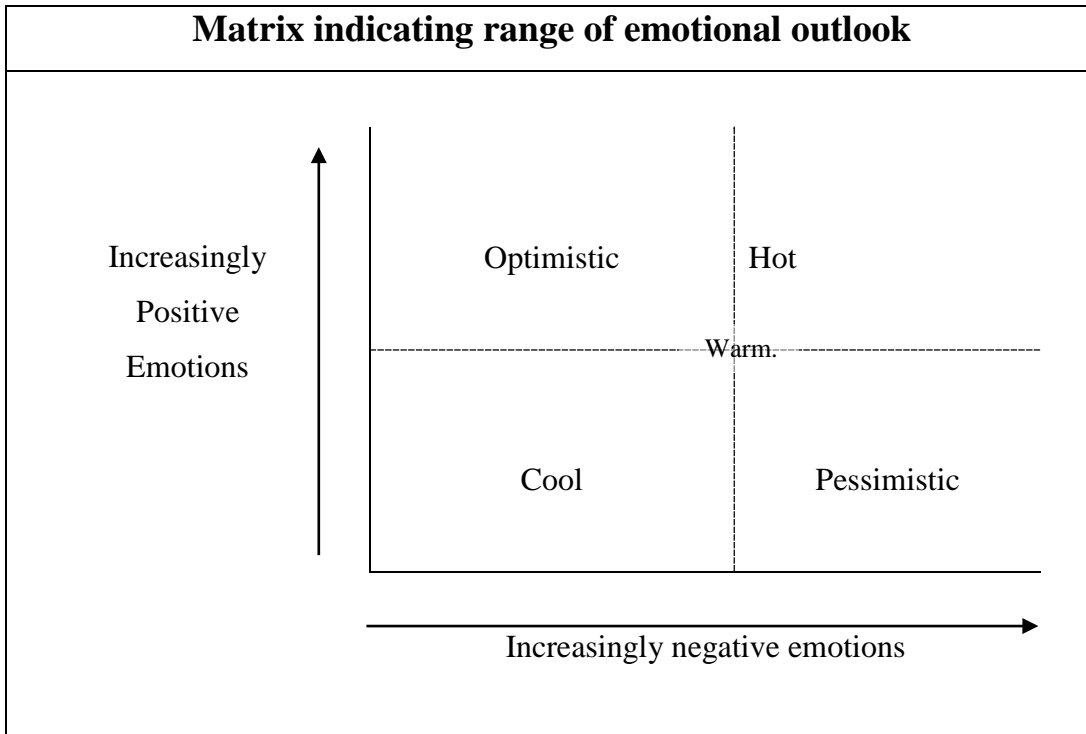 Matrix indicating range of emotional outlook
Increasingly
Positive
Emotions
Optimistic
Hot
Warm.
Cool
Pessimistic
Increasingly negative emotions